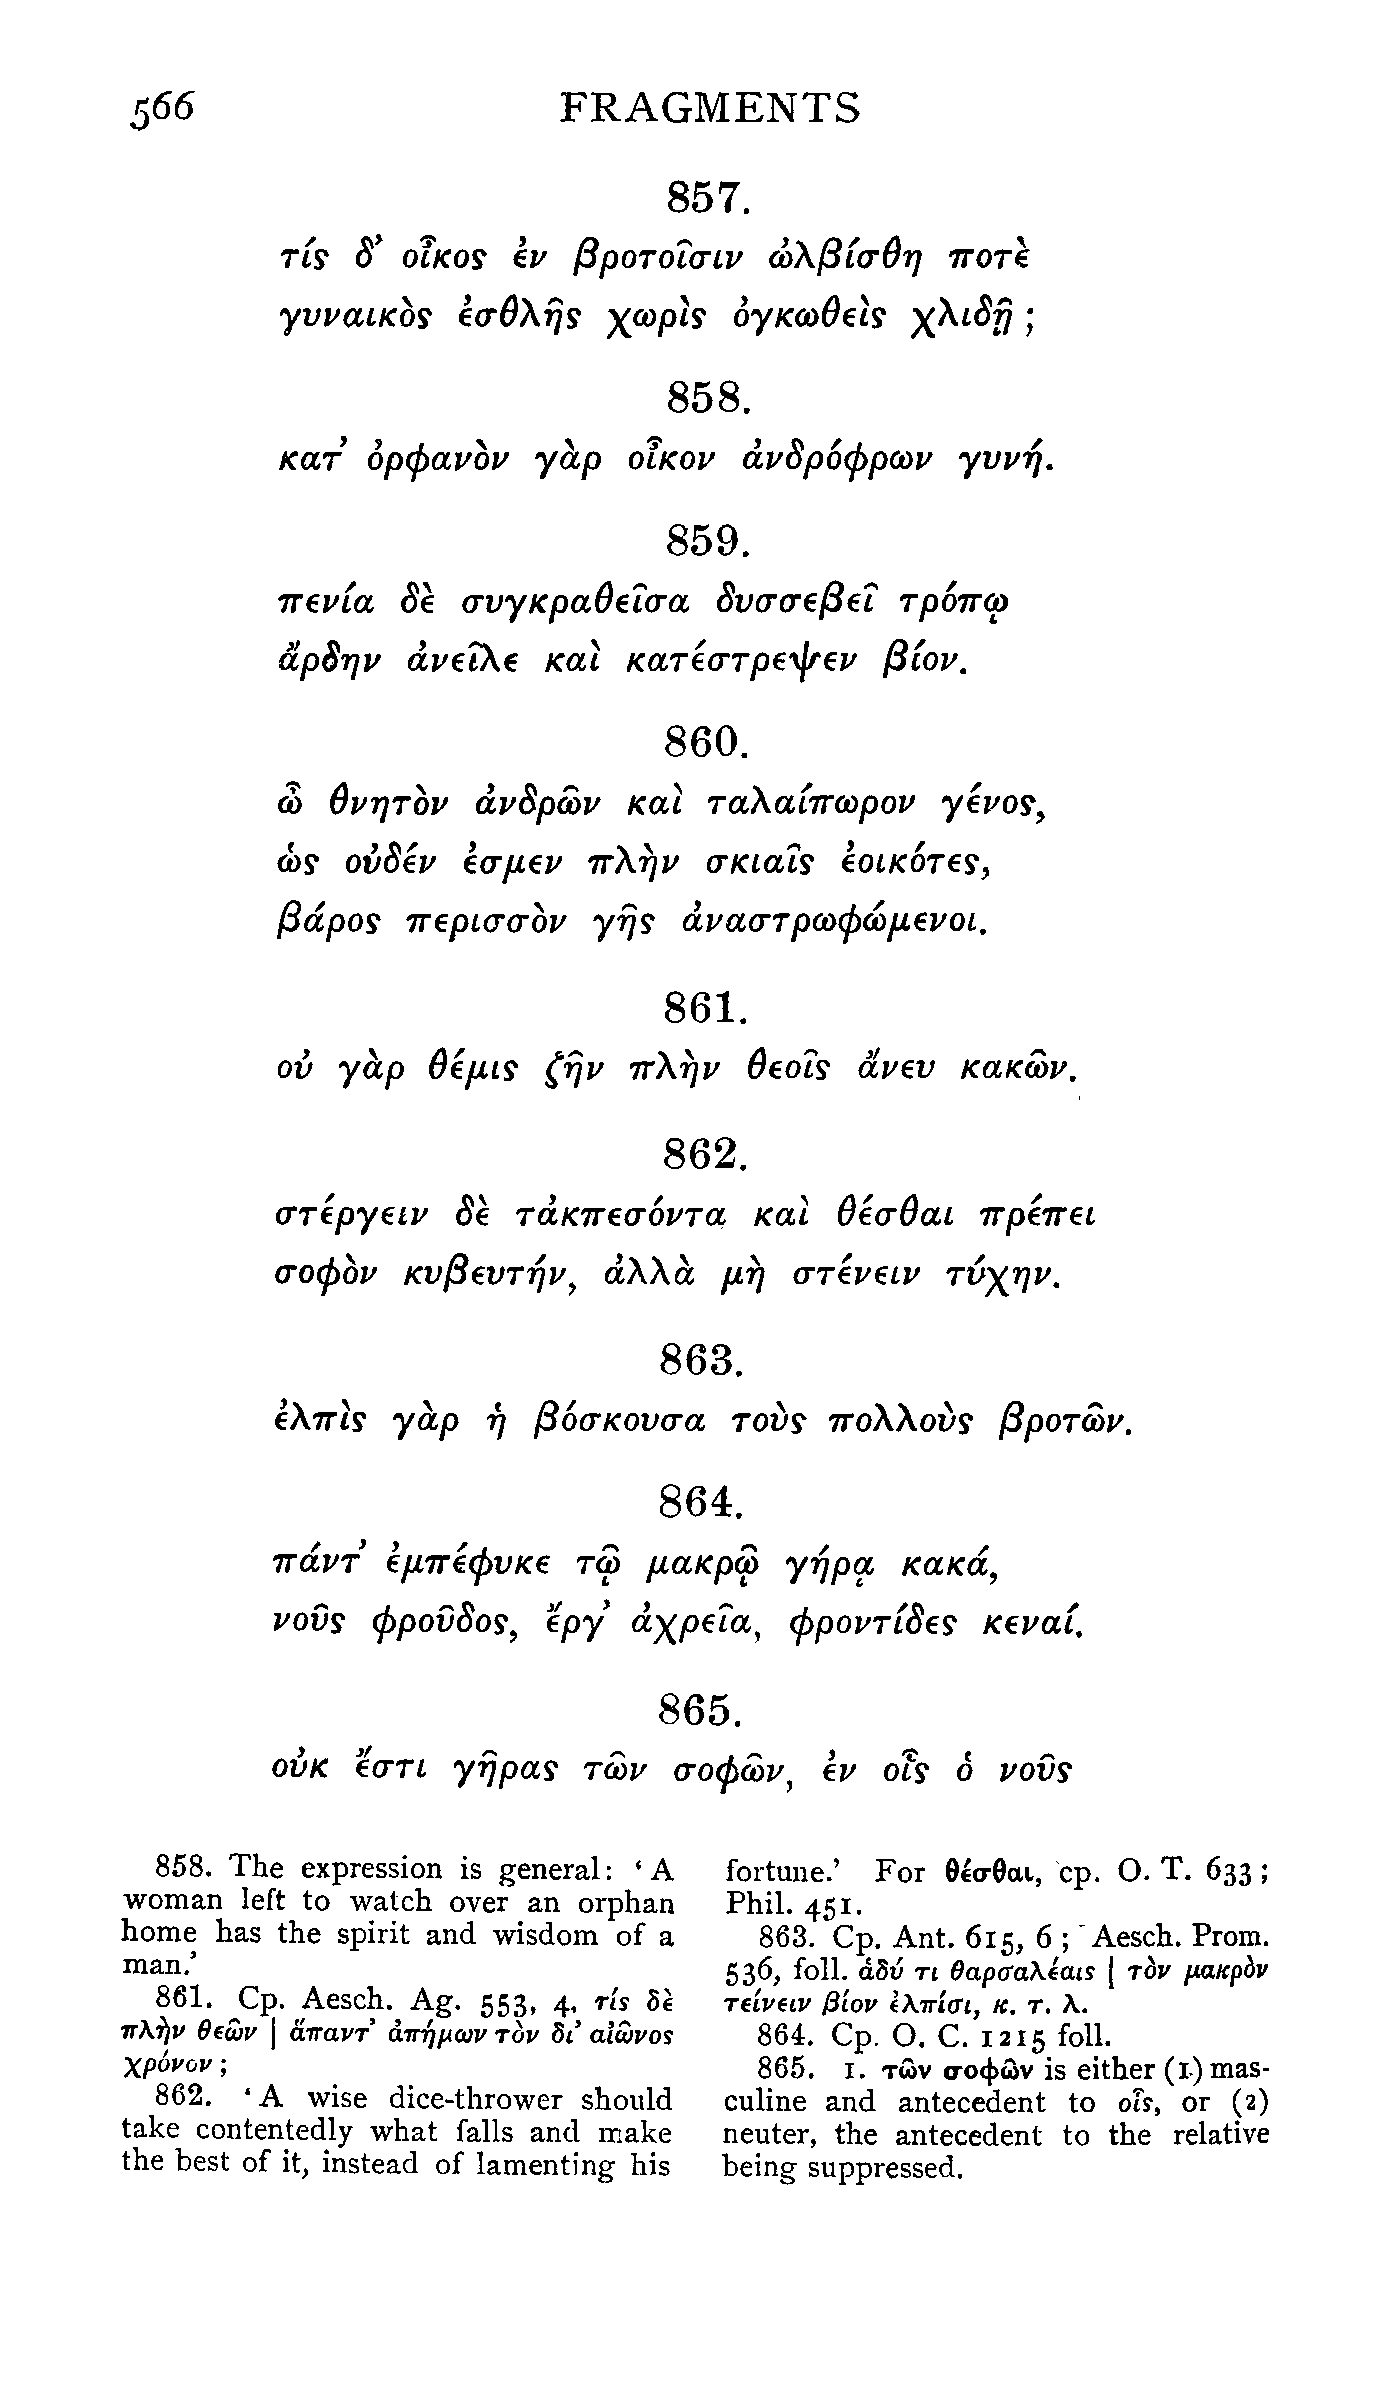 566 FRAGMENTS
857.
τίς δ᾽ οἶκος ἐν βροτοῖσιν ὠλβίσθη ποτὲ
γυναικὸς ἐσθλῆς χωρὶς ὀγκωθεὶς χλιδῇ ;
858.
κατ᾽ ὀρφανὸν γὰρ οἶκον ἀνδρόφρων γυνή.
859.
πενία δὲ συγκραθεῖσα δυσσεβεῖ τρόπῳ
ἄρδην ἀνεῖλε καὶ κατέστρεψεν βίον.
860.
ὦ θνητὸν ἀνδρῶν καὶ ταλαίπωρον γένος,
ὡς οὐδέν ἐσμεν πλὴν σκιαῖς ἐοικότες,
βάρος περισσὸν γῆς ἀναστρωφώμενοι.
861.
οὐ γὰρ θέμις ζῆν πλὴν θεοῖς ἄνευ κακῶν.
862.
στέργειν δὲ τἀκπεσόντα καὶ θέσθαι πρέπει
σοφὸν κυβευτήν, ἀλλὰ μὴ στένειν τύχην.
863.
ἐλπὶς γὰρ ἡ βόσκουσα τοὺς πολλοὺς βροτῶν.
864.
πάντ᾽ ἐμπέφυκε τῷ μακρῷ γήρᾳ κακά,
νοῦς φροῦδος, ἔργ᾽ ἀχρεῖα, φροντίδες κεναί.
865.
οὐκ ἔστι γῆρας τῶν σοφῶν, ἐν οἷς ὁ νοῦς
858. The expression is general: ‘A
woman left to watch over an orphan
home has the spirit and wisdom of a
man.’
861. Cp. Aesch. Ag. 553, 4, τίς δὲ
πλὴν θεῶν | ἅπαντ᾽ ἀπήμων τὸν δι᾽ αἰῶνος
χρόνον ;
862. ‘A wise dice-thrower should
take contentedly what falls and make
the best of it, instead of lamenting his
fortune.’ For θέσθαι, cp. O. T. 633 ;
Phil. 451.
863. Cp. Ant. 615, 6 ; Aesch. Prom.
536, foll. ἁδύ τι θαρσαλέαις | τὸν μακρὸν
τείνειν βίον ἐλπίσι, κ. τ. λ.
864. Cp. O. C. 1215 foll.
865. 1. τῶν σοφῶν is either (1) mas-
culine and antecedent to οἷς, or (2)
neuter, the antecedent to the relative
being suppressed.